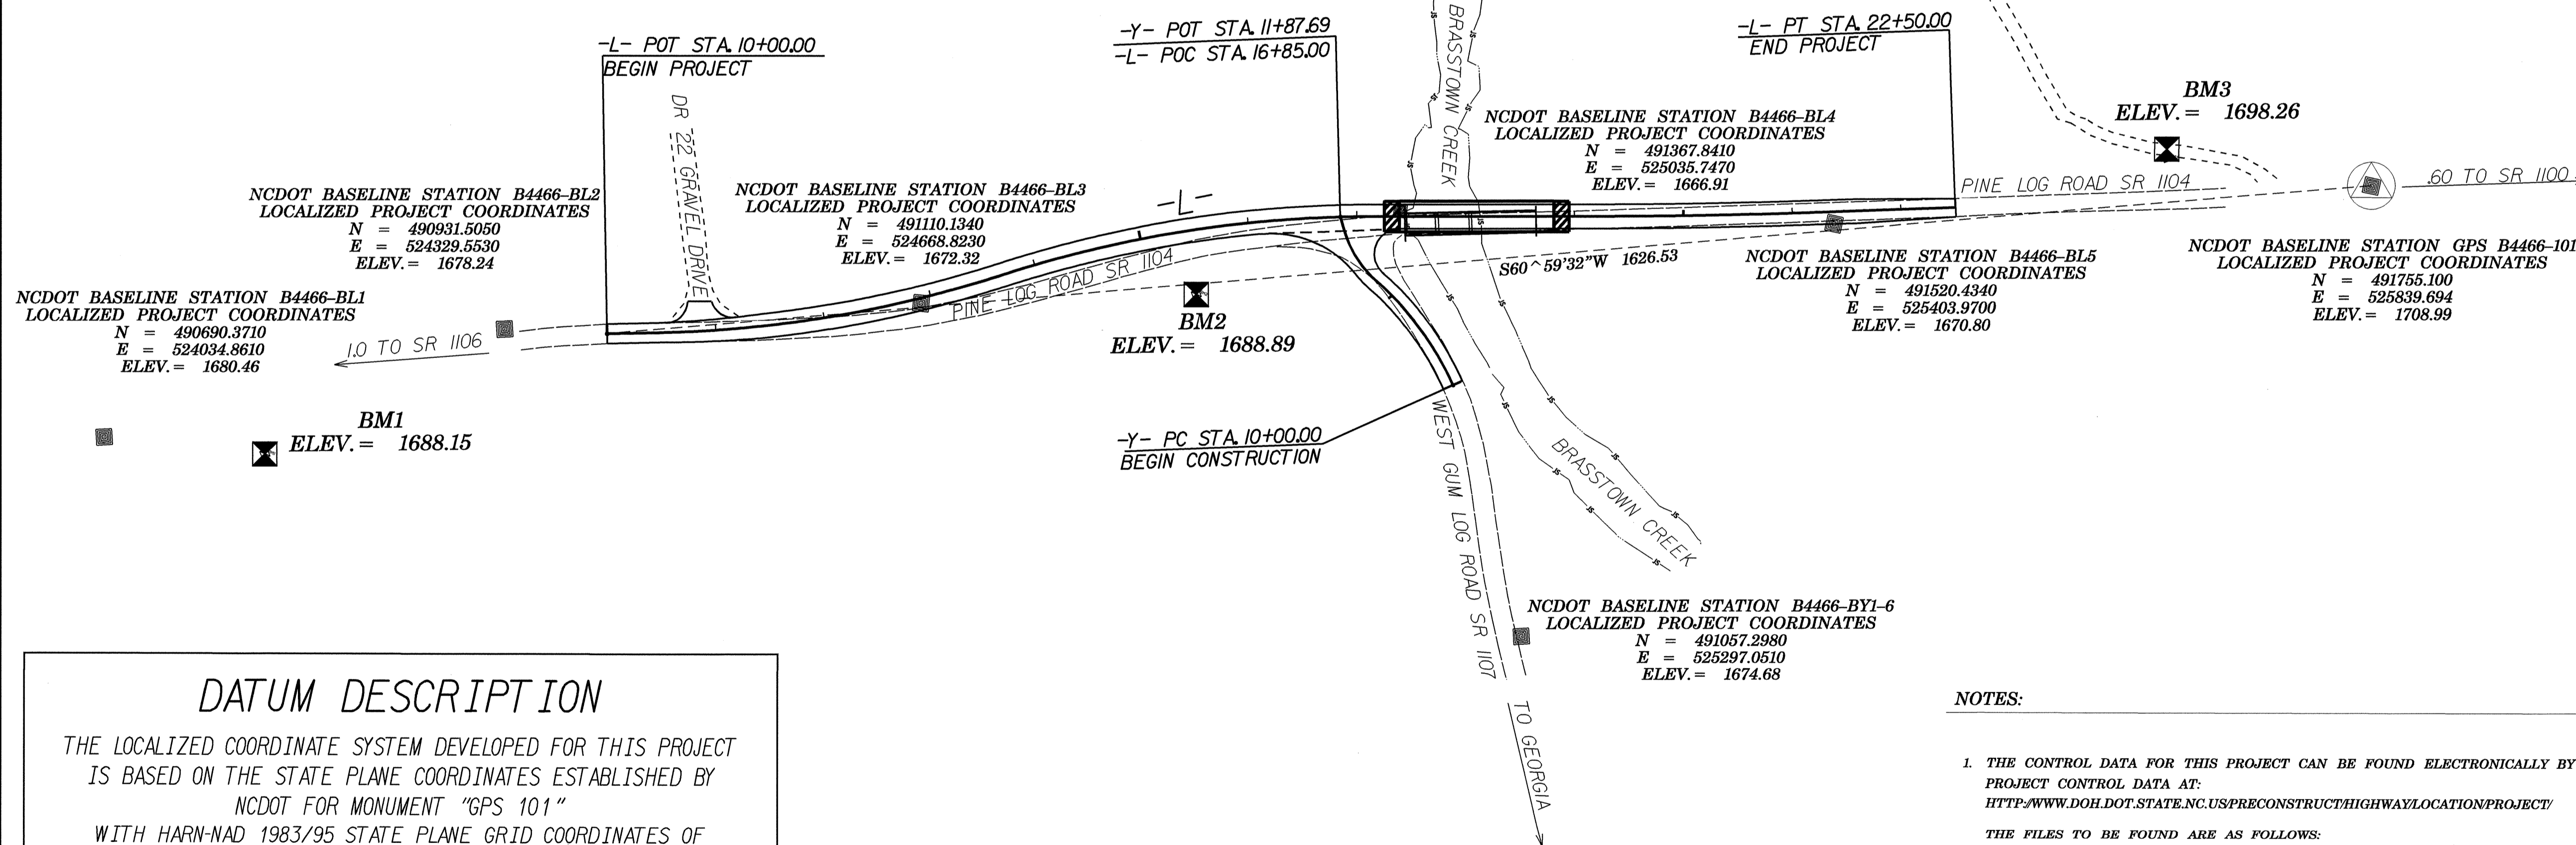 -L- POT STA. 10+00.00
BEGIN PROJECT
-Y- POT STA. 11+87.69
-L- POC STA. 16+85.00
BRASSTOWN CREEK
-L- PT STA. 22+50.00
END PROJECT
BM3
ELEV. = 1698.26
DR 22 GRAVEL DRIVE
NCDOT BASELINE STATION B4466-BL4
LOCALIZED PROJECT COORDINATES
N = 491367.8410
E = 525035.7470
ELEV. = 1666.91
PINE LOG ROAD SR 1104
.60 TO SR 1100
NCDOT BASELINE STATION B4466-BL2
LOCALIZED PROJECT COORDINATES
N = 490931.5050
E = 524329.5530
ELEV. = 1678.24
NCDOT BASELINE STATION B4466-BL3
LOCALIZED PROJECT COORDINATES
N = 491110.1340
E = 524668.8230
ELEV. = 1672.32
-L-
NCDOT BASELINE STATION B4466-BL1
LOCALIZED PROJECT COORDINATES
N = 490690.3710
E = 524034.8610
ELEV. = 1680.46
1.0 TO SR 1106
PINE LOG ROAD SR 1104
BM2
ELEV. = 1688.89
S60^59'32"W 1626.53
NCDOT BASELINE STATION B4466-BL5
LOCALIZED PROJECT COORDINATES
N = 491520.4340
E = 525403.9700
ELEV. = 1670.80
NCDOT BASELINE STATION GPS B4466-101
LOCALIZED PROJECT COORDINATES
N = 491755.100
E = 525839.694
ELEV. = 1708.99
BM1
ELEV. = 1688.15
-Y- PC STA. 10+00.00
BEGIN CONSTRUCTION
WEST GUM LOG ROAD SR 1107
BRASSTOWN CREEK
NCDOT BASELINE STATION B4466-BY1-6
LOCALIZED PROJECT COORDINATES
N = 491057.2980
E = 525297.0510
ELEV. = 1674.68
TO GEORGIA
DATUM DESCRIPTION
THE LOCALIZED COORDINATE SYSTEM DEVELOPED FOR THIS PROJECT
IS BASED ON THE STATE PLANE COORDINATES ESTABLISHED BY
NCDOT FOR MONUMENT "GPS 101"
WITH HARN-NAD 1983/95 STATE PLANE GRID COORDINATES OF
NOTES:
1. THE CONTROL DATA FOR THIS PROJECT CAN BE FOUND ELECTRONICALLY BY
PROJECT CONTROL DATA AT:
HTTP:/WWW.DOH.DOT.STATE.NC.US/PRECONSTRUCT/HIGHWAY/LOCATION/PROJECT/
THE FILES TO BE FOUND ARE AS FOLLOWS: